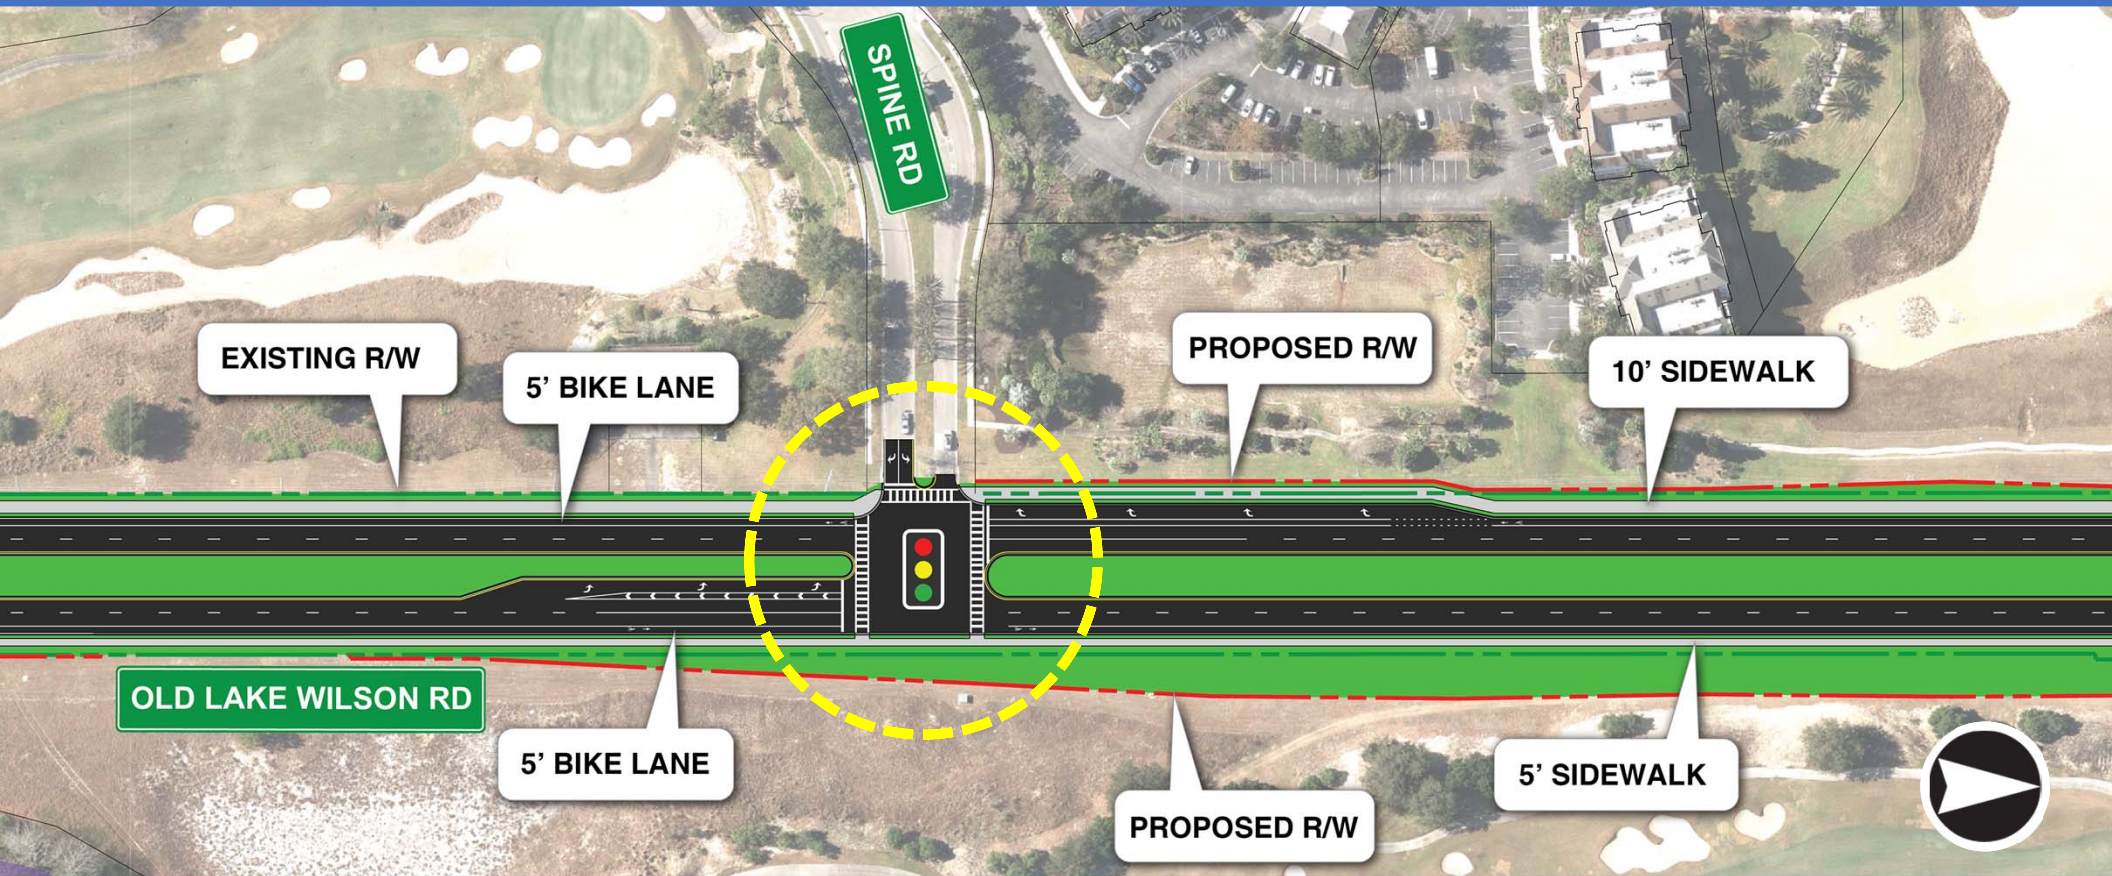 SPINE RD
EXISTING R/W
5’ BIKE LANE
PROPOSED R/W
10’ SIDEWALK
OLD LAKE WILSON RD
5’ BIKE LANE
PROPOSED R/W
5’ SIDEWALK